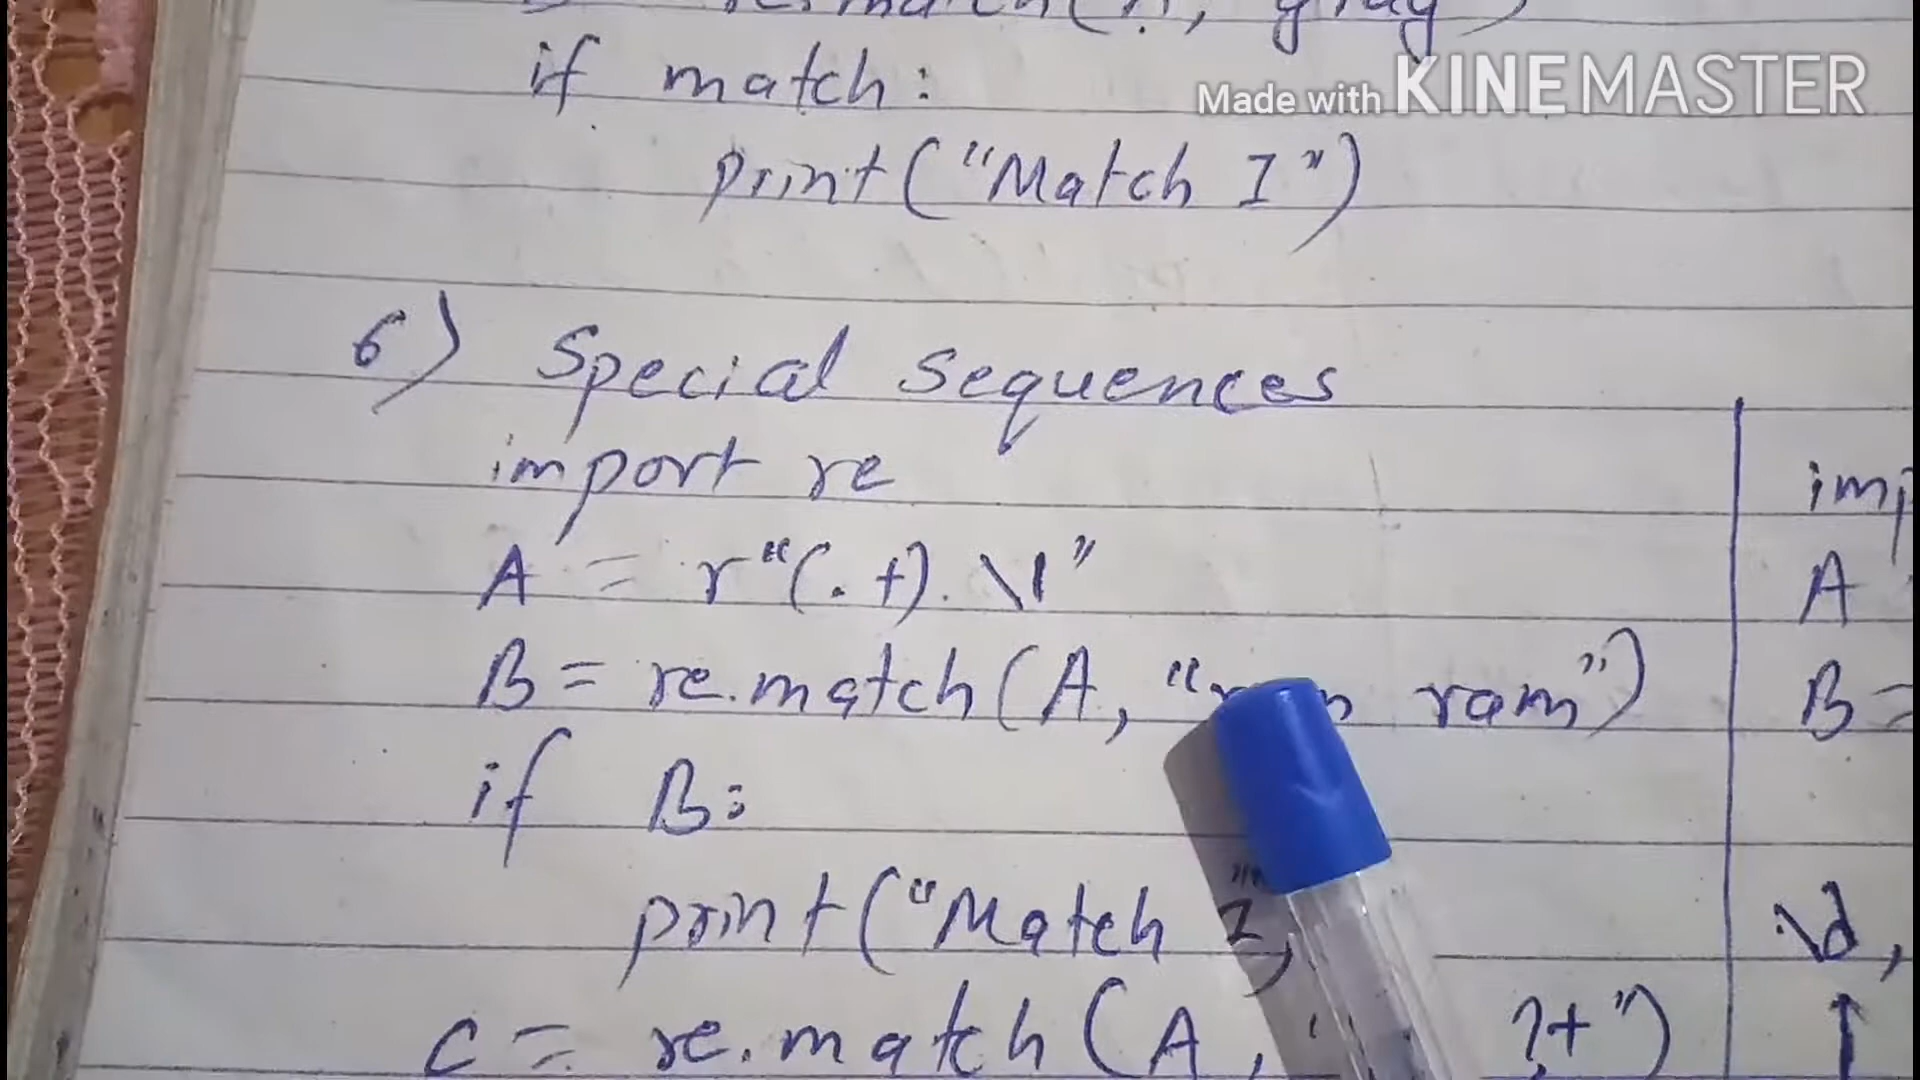 if match:
Made with KINEMASTER
print("Match I")
6) Special Sequences
import re
A = r"(.+).\1"
A
B = re.match(A, " ram")
B =
if B:
print("Match I
\d,
C = re.match(A, ?+")